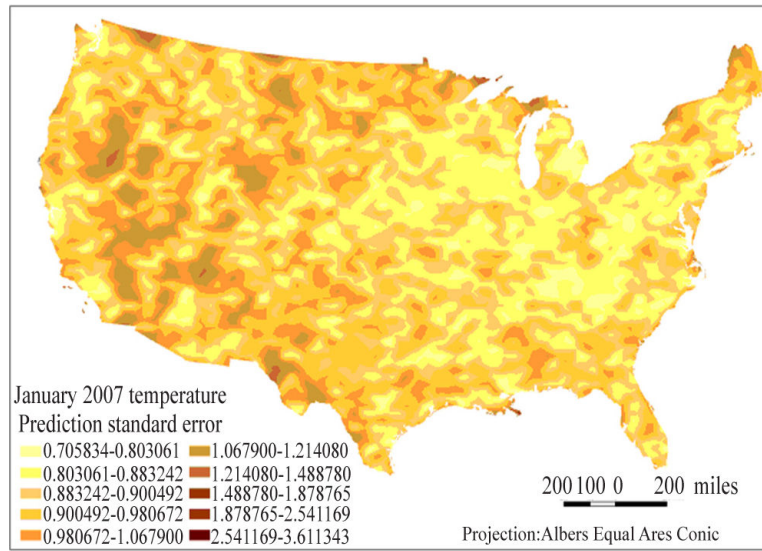 January 2007 temperature
Prediction standard error
0.705834-0.803061 1.067900-1.214080
0.803061-0.883242 1.214080-1.488780
0.883242-0.900492 1.488780-1.878765
0.900492-0.980672 1.878765-2.541169
0.980672-1.067900 2.541169-3.611343
200 100 0 200 miles
Projection:Albers Equal Ares Conic